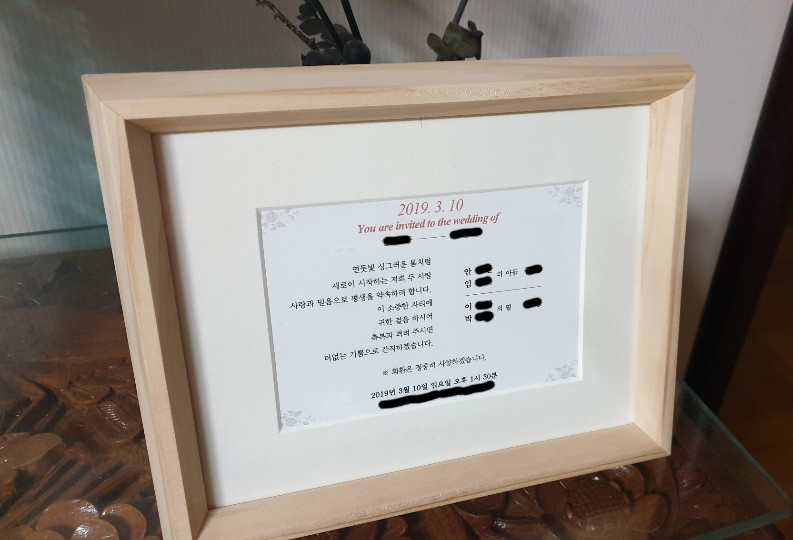 2019. 3. 10
You are invited to the wedding of
연둣빛 싱그러운 봄처럼
새로이 시작하는 저희 두 사람
사랑과 믿음으로 평생을 약속하려 합니다.
이 소중한 자리에
귀한 걸음 하시어
축복과 격려 주시면
더없는 기쁨으로 간직하겠습니다.
안
의 아들
임
이
의 딸
박
※ 화환은 정중히 사양하겠습니다.
2019년 3월 10일 일요일 오후 1시 30분